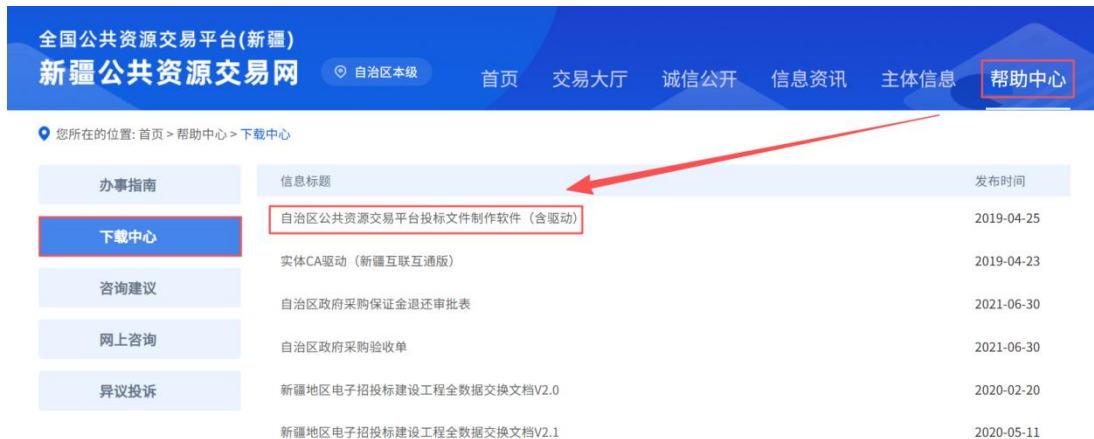 全国公共资源交易平台(新疆)
新疆公共资源交易网
自治区本级
首页 交易大厅 诚信公开 信息资讯 主体信息 帮助中心
您所在的位置: 首页 > 帮助中心 > 下载中心
办事指南
下载中心
咨询建议
网上咨询
异议投诉
信息标题 发布时间
自治区公共资源交易平台投标文件制作软件（含驱动） 2019-04-25
实体CA驱动（新疆互联互通版） 2019-04-23
自治区政府采购保证金退还审批表 2021-06-30
自治区政府采购验收单 2021-06-30
新疆地区电子招投标建设工程全数据交换文档V2.0 2020-02-20
新疆地区电子招投标建设工程全数据交换文档V2.1 2020-05-11